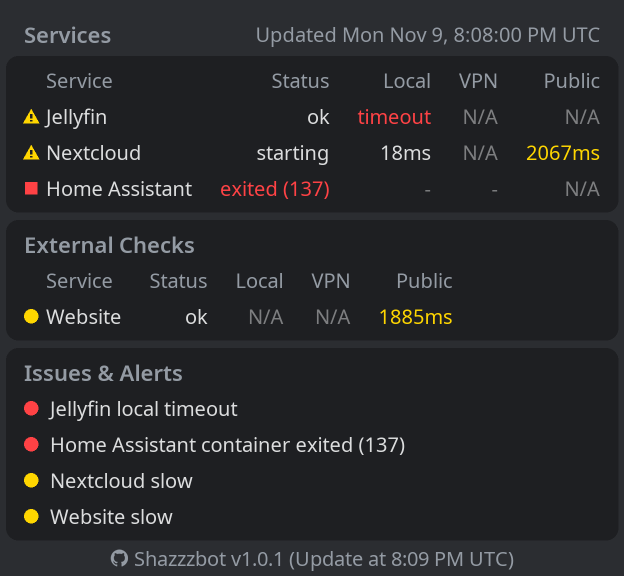 Services Updated Mon Nov 9, 8:08:00 PM UTC
Service Status Local VPN Public
Jellyfin ok timeout N/A N/A
Nextcloud starting 18ms N/A 2067ms
Home Assistant exited (137) - - N/A
External Checks
Service Status Local VPN Public
Website ok N/A N/A 1885ms
Issues & Alerts
Jellyfin local timeout
Home Assistant container exited (137)
Nextcloud slow
Website slow
Shazzzbot v1.0.1 (Update at 8:09 PM UTC)